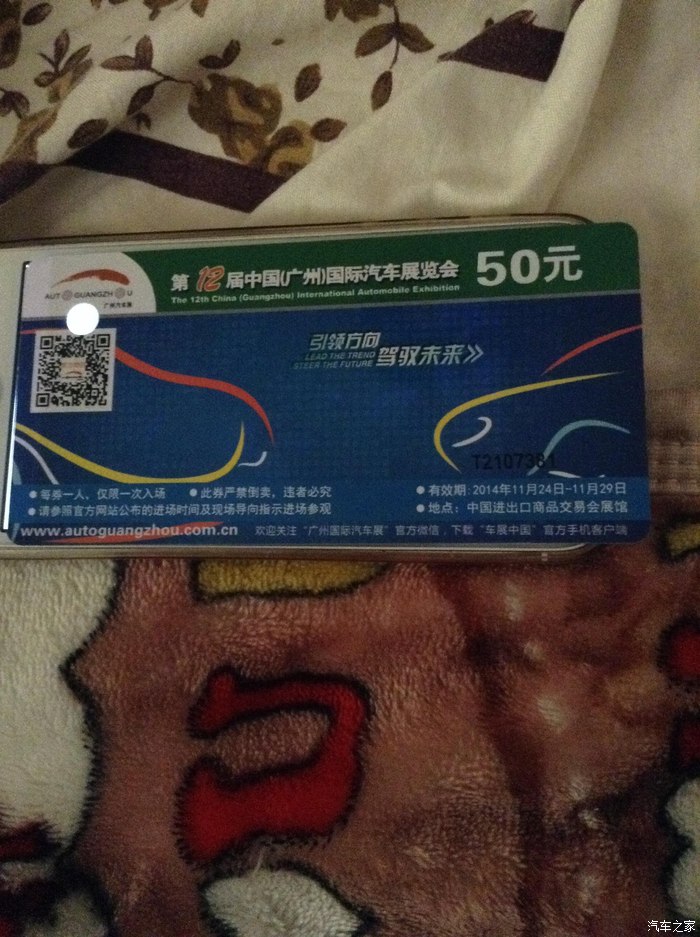 第12届中国(广州)国际汽车展览会 50元
The 12th China (Guangzhou) International Automobile Exhibition
AUTO GUANGZHOU
广州汽车展
引领方向
LEAD THE TREND
STEER THE FUTURE
驾驭未来
T2107381
每券一人，仅限一次入场
此券严禁倒卖，违者必究
请参照官方网站公布的进场时间及现场导向指示进场参观
有效期：2014年11月24日-11月29日
地点：中国进出口商品交易会展馆
www.autoguangzhou.com.cn
欢迎关注“广州国际汽车展”官方微信，下载“车展中国”官方手机客户端
汽车之家